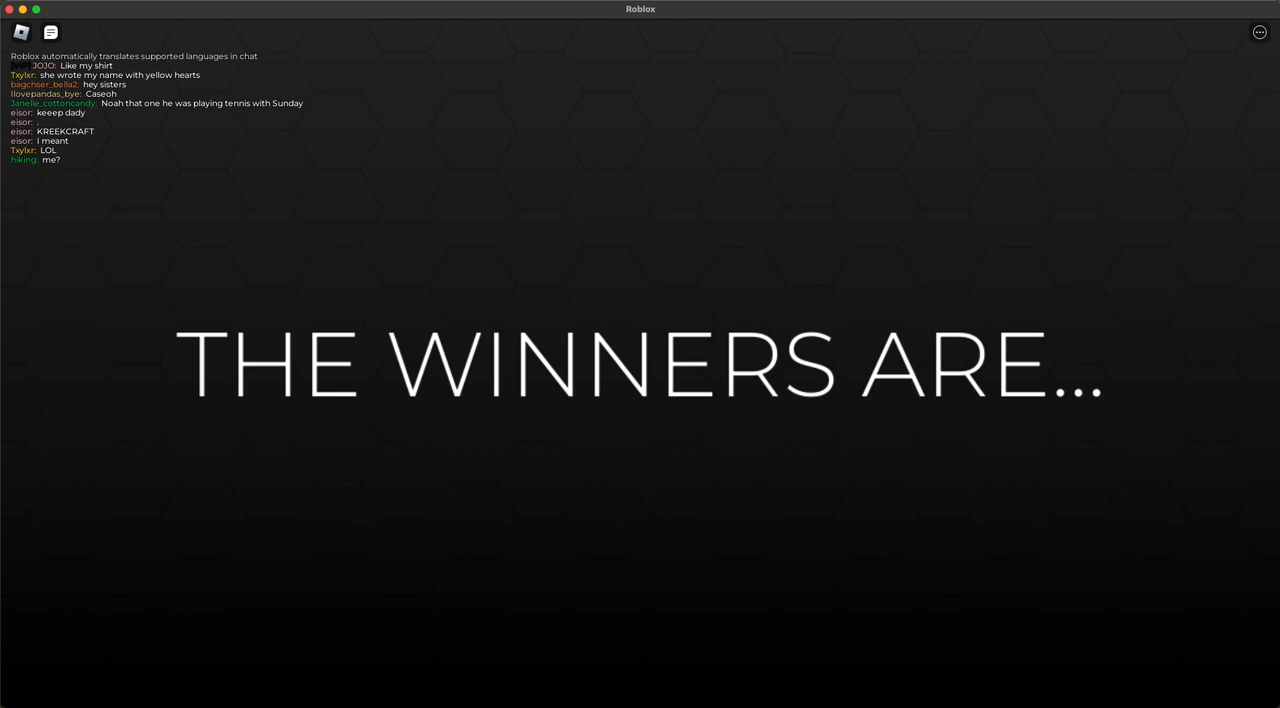 Roblox
Roblox automatically translates supported languages in chat
[VIP] JOJO: Like my shirt
Txylxr: she wrote my name with yellow hearts
bagchser_bella2: hey sisters
Ilovepandas_bye: Caseoh
Janelle_cottoncandy: Noah that one he was playing tennis with Sunday
eisor: keeep dady
eisor: .
eisor: KREEKCRAFT
eisor: I meant
Txylxr: LOL
hiking: me?
THE WINNERS ARE...